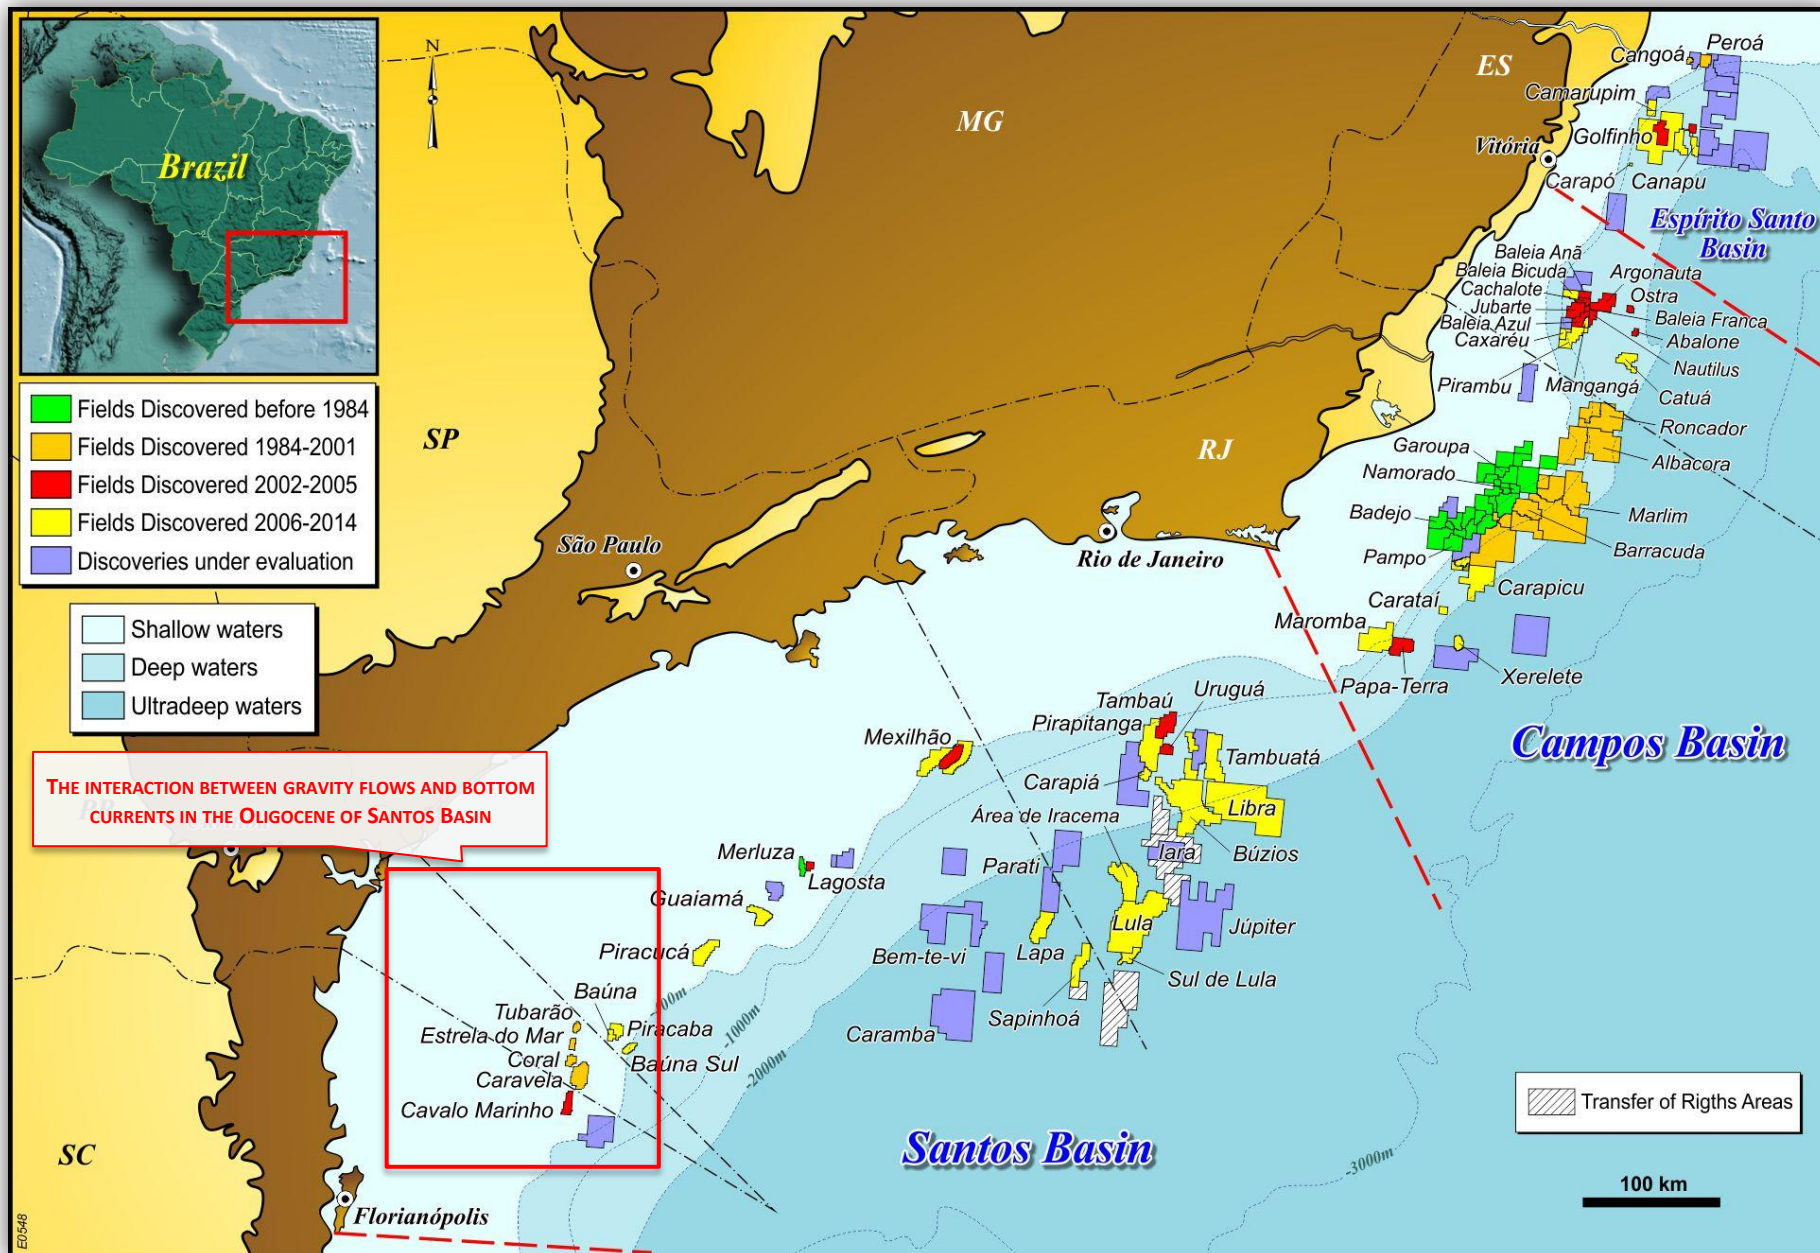 Brazil
N
MG
ES
SP
RJ
SC
Vitória
São Paulo
Rio de Janeiro
Florianópolis
Fields Discovered before 1984
Fields Discovered 1984-2001
Fields Discovered 2002-2005
Fields Discovered 2006-2014
Discoveries under evaluation
Shallow waters
Deep waters
Ultradeep waters
THE INTERACTION BETWEEN GRAVITY FLOWS AND BOTTOM
CURRENTS IN THE OLIGOCENE OF SANTOS BASIN
Cangoá
Peroá
Camarupim
Golfinho
Carapó
Canapu
Espírito Santo
Basin
Baleia Anã
Baleia Bicuda
Argonauta
Cachalote
Ostra
Jubarte
Baleia Franca
Baleia Azul
Abalone
Caxaréu
Nautilus
Pirambu
Mangangá
Catuá
Roncador
Garoupa
Albacora
Namorado
Badejo
Marlim
Barracuda
Pampo
Carapicu
Carataí
Maromba
Xerelete
Papa-Terra
Campos Basin
Tambaú
Uruguá
Pirapitanga
Mexilhão
Tambuatá
Carapiá
Libra
Área de Iracema
Iara
Búzios
Merluza
Parati
Lagosta
Guaiamá
Lula
Júpiter
Piracucá
Bem-te-vi
Lapa
Sul de Lula
Baúna
Tubarão
Sapinhoá
Piracaba
Estrela do Mar
Caramba
Coral
Baúna Sul
Caravela
Cavalo Marinho
-1000m
-2000m
-3000m
Santos Basin
Transfer of Rigths Areas
100 km
E0548